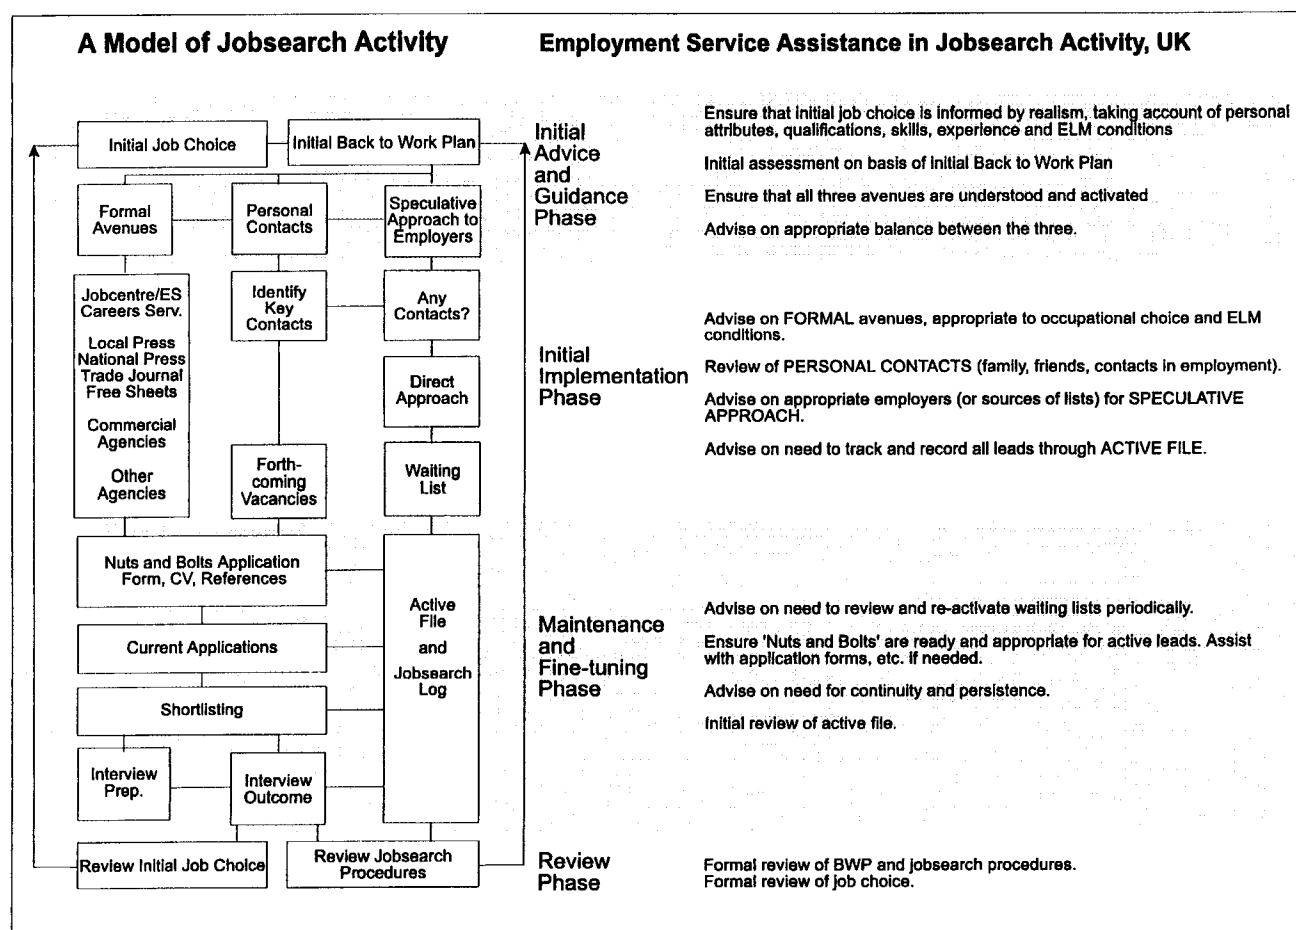 A Model of Jobsearch Activity
Employment Service Assistance in Jobsearch Activity, UK
Initial Job Choice
Initial Back to Work Plan
Formal
Avenues
Personal
Contacts
Speculative
Approach to
Employers
Jobcentre/ES
Careers Serv.
Local Press
National Press
Trade Journal
Free Sheets
Commercial
Agencies
Other
Agencies
Identify
Key
Contacts
Any
Contacts?
Direct
Approach
Forth-
coming
Vacancies
Waiting
List
Nuts and Bolts Application
Form, CV, References
Current Applications
Shortlisting
Interview
Prep.
Interview
Outcome
Active
File
and
Jobsearch
Log
Review Initial Job Choice
Review Jobsearch
Procedures
Initial
Advice
and
Guidance
Phase
Ensure that initial job choice is informed by realism, taking account of personal
attributes, qualifications, skills, experience and ELM conditions
Initial assessment on basis of initial Back to Work Plan
Ensure that all three avenues are understood and activated
Advise on appropriate balance between the three.
Initial
Implementation
Phase
Advise on FORMAL avenues, appropriate to occupational choice and ELM
conditions.
Review of PERSONAL CONTACTS (family, friends, contacts in employment).
Advise on appropriate employers (or sources of lists) for SPECULATIVE
APPROACH.
Advise on need to track and record all leads through ACTIVE FILE.
Maintenance
and
Fine-tuning
Phase
Advise on need to review and re-activate waiting lists periodically.
Ensure 'Nuts and Bolts' are ready and appropriate for active leads. Assist
with application forms, etc. if needed.
Advise on need for continuity and persistence.
Initial review of active file.
Review
Phase
Formal review of BWP and jobsearch procedures.
Formal review of job choice.